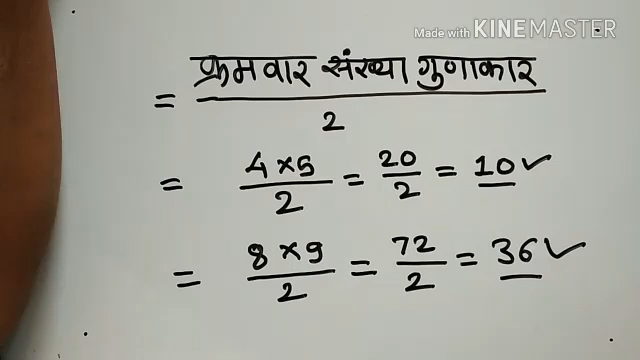 Made with KINEMASTER
= क्रमवार संख्या गुणाकार / 2
= 4×5/2 = 20/2 = 10✓
= 8×9/2 = 72/2 = 36✓